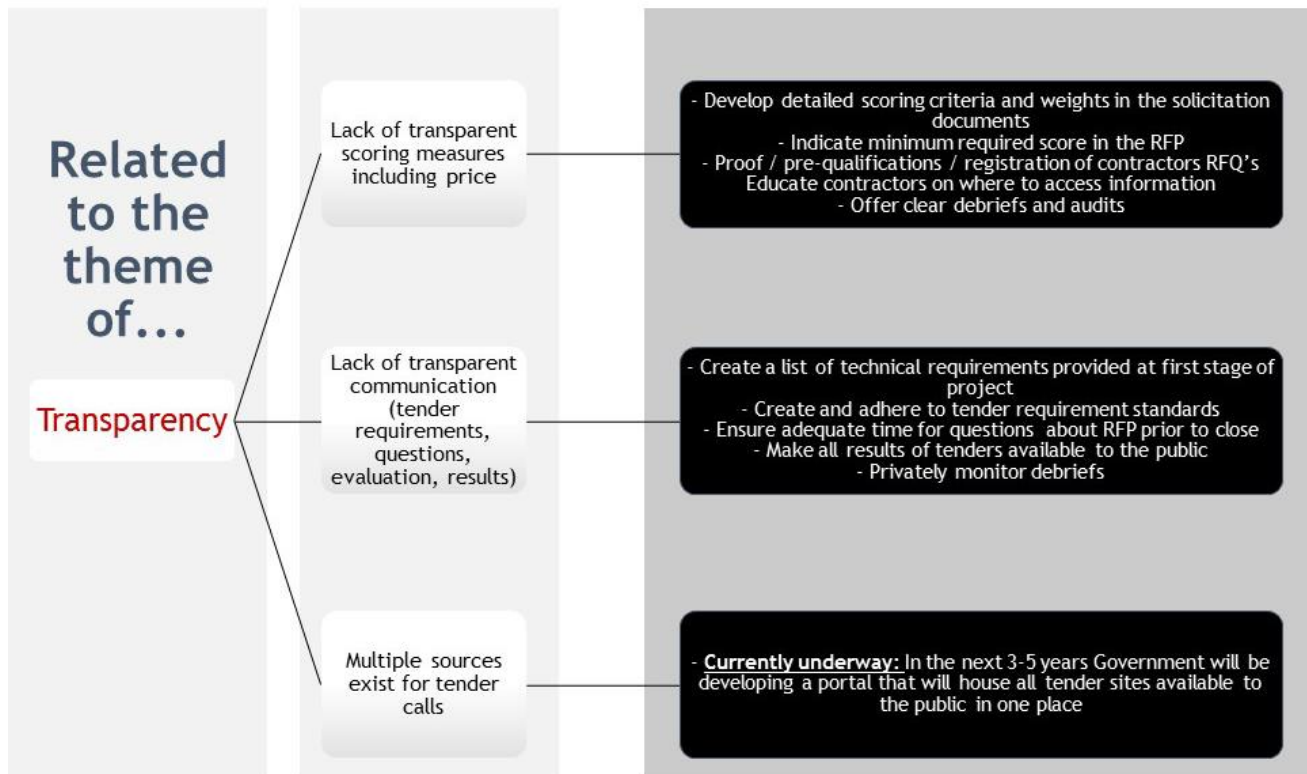 Related
to the
theme
of...
Transparency
Lack of transparent
scoring measures
including price
- Develop detailed scoring criteria and weights in the solicitation
documents
- Indicate minimum required score in the RFP
- Proof / pre-qualifications / registration of contractors RFQ's
Educate contractors on where to access information
- Offer clear debriefs and audits
Lack of transparent
communication
(tender
requirements,
questions,
evaluation, results)
- Create a list of technical requirements provided at first stage of
project
- Create and adhere to tender requirement standards
- Ensure adequate time for questions about RFP prior to close
- Make all results of tenders available to the public
- Privately monitor debriefs
Multiple sources
exist for tender
calls
- Currently underway: In the next 3-5 years Government will be
developing a portal that will house all tender sites available to
the public in one place